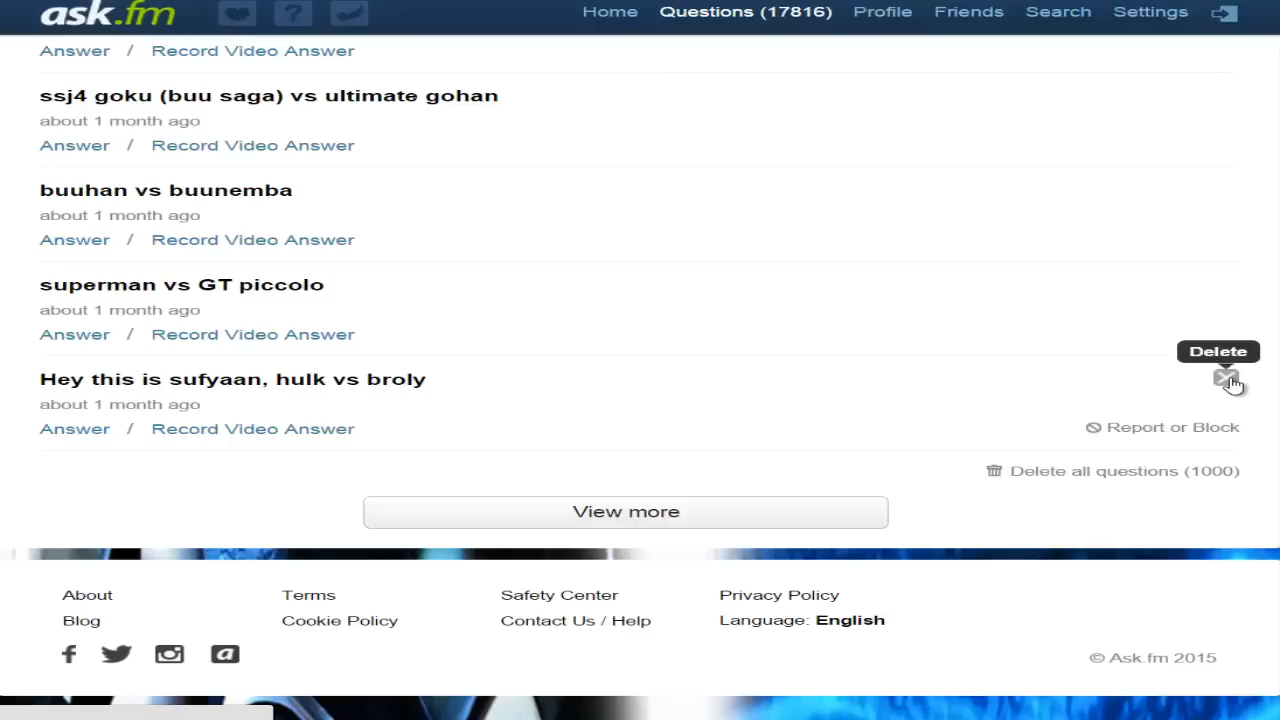 ask.fm
Home Questions (17816) Profile Friends Search Settings
Answer / Record Video Answer
ssj4 goku (buu saga) vs ultimate gohan
about 1 month ago
Answer / Record Video Answer
buuhan vs buunemba
about 1 month ago
Answer / Record Video Answer
superman vs GT piccolo
about 1 month ago
Answer / Record Video Answer
Delete
Hey this is sufyaan, hulk vs broly
about 1 month ago
Answer / Record Video Answer
Report or Block
Delete all questions (1000)
View more
About Terms Safety Center Privacy Policy
Blog Cookie Policy Contact Us / Help Language: English
© Ask.fm 2015